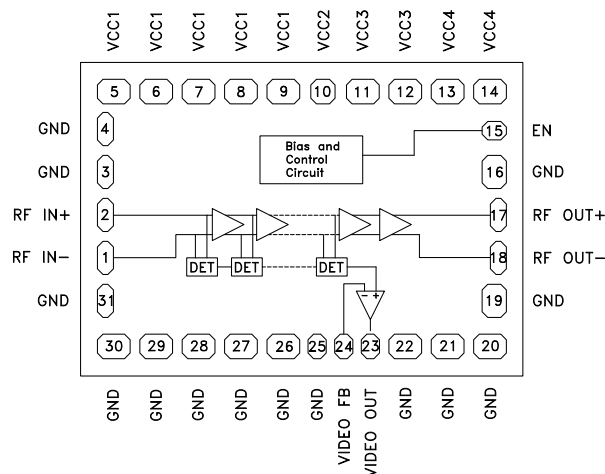 VCC1 VCC1 VCC1 VCC1 VCC1 VCC2 VCC3 VCC3 VCC4 VCC4
5 6 7 8 9 10 11 12 13 14
GND 4 15 EN
Bias and
Control
Circuit
GND 3 16 GND
RF IN+ 2 17 RF OUT+
RF IN- 1 18 RF OUT-
DET DET DET
GND 31 - + 19 GND
30 29 28 27 26 25 24 23 22 21 20
GND GND GND GND GND GND VIDEO FB VIDEO OUT GND GND GND